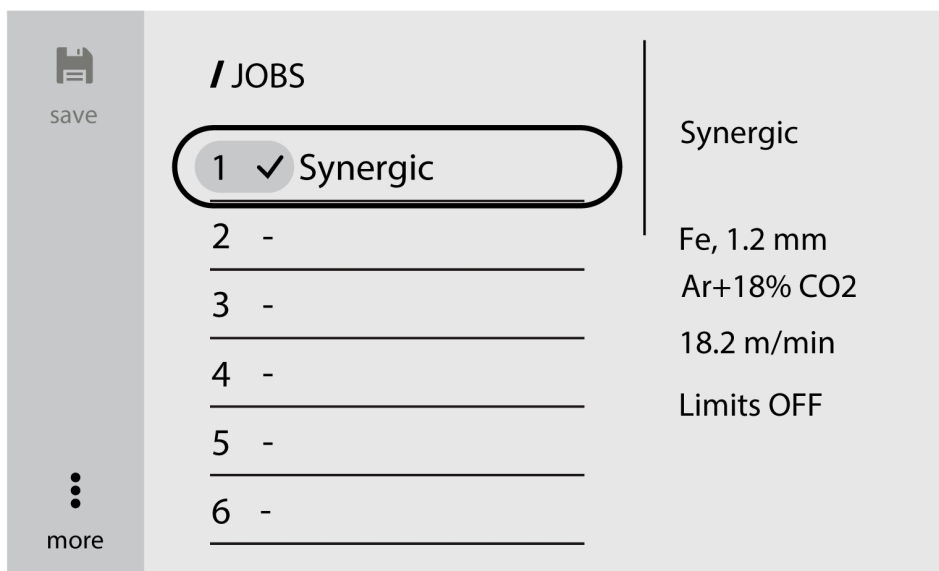 save
/ JOBS
1 ✓ Synergic
2 -
3 -
4 -
5 -
6 -
more
Synergic
Fe, 1.2 mm
Ar+18% CO2
18.2 m/min
Limits OFF